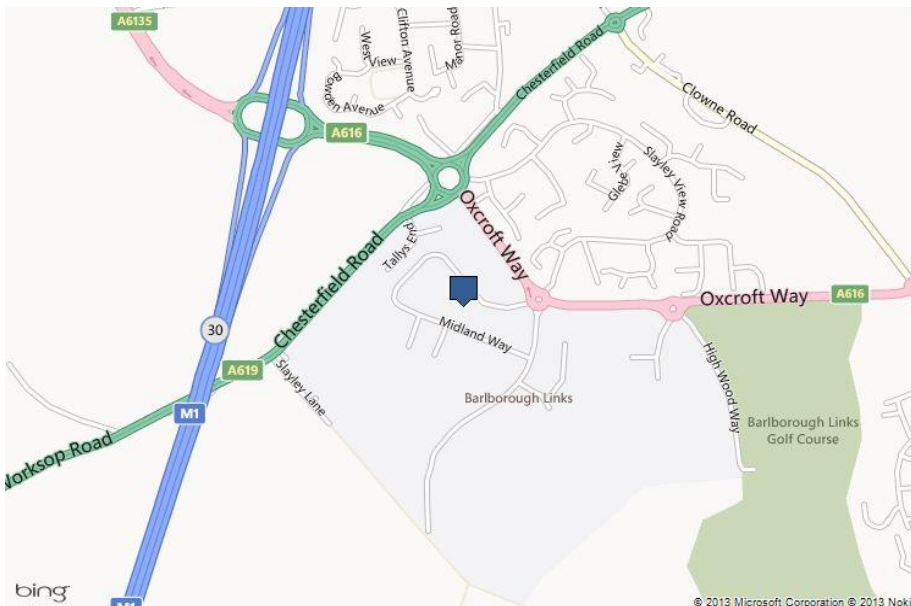 A6135
West View
Clifton Avenue
Manor Road
Bowden Avenue
Chesterfield Road
Clowne Road
A616
Glebe View
Slayley View Road
Oxcroft Way
Tallys End
Chesterfield Road
Oxcroft Way
A616
30
Midland Way
High Wood Way
A619
Slayley Lane
Barlborough Links
M1
Barlborough Links
Golf Course
Worksop Road
bing
M1
© 2013 Microsoft Corporation © 2013 Noki